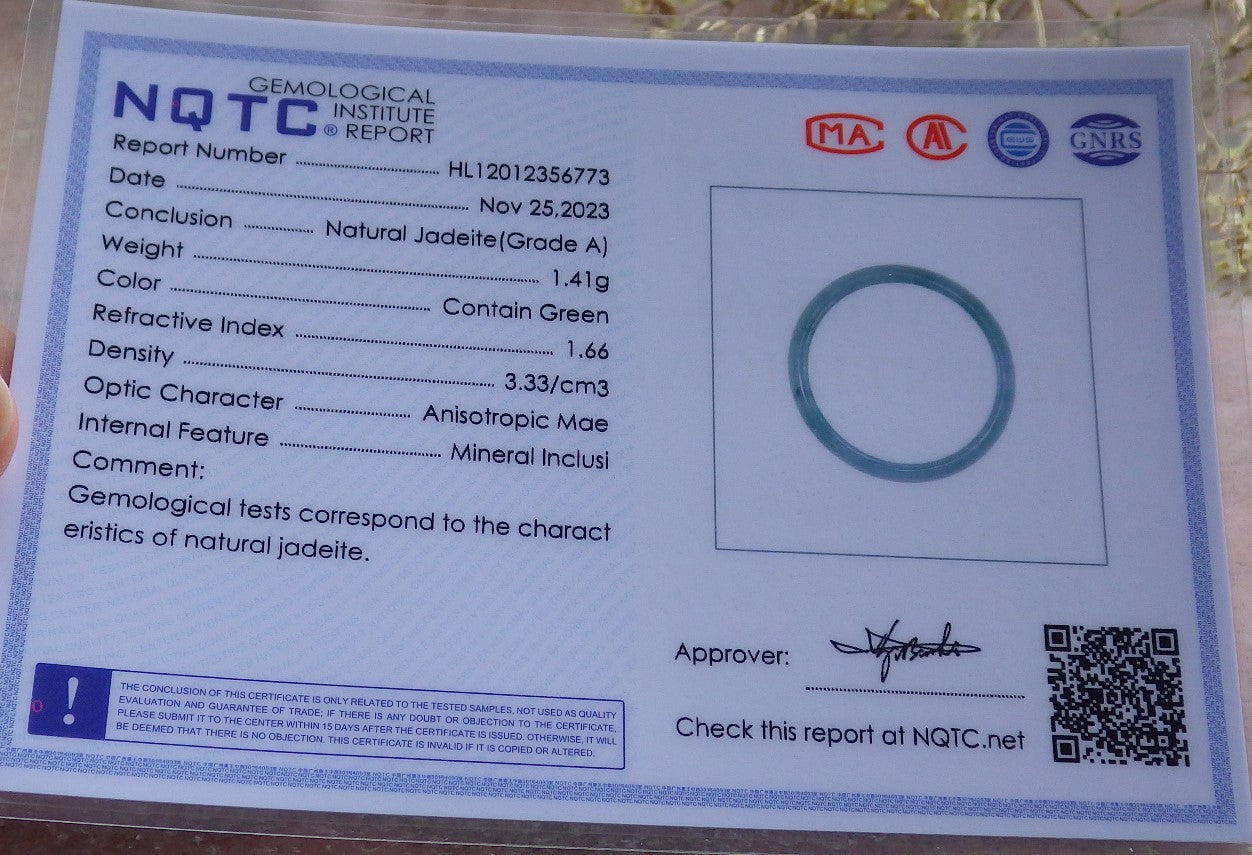 NQTC® GEMOLOGICAL
INSTITUTE
REPORT
Report Number HL12012356773
Date Nov 25,2023
Conclusion Natural Jadeite(Grade A)
Weight 1.41g
Color Contain Green
Refractive Index 1.66
Density 3.33/cm3
Optic Character Anisotropic Mae
Internal Feature Mineral Inclusi
Comment:
Gemological tests correspond to the charact
eristics of natural jadeite.
! THE CONCLUSION OF THIS CERTIFICATE IS ONLY RELATED TO THE TESTED SAMPLES, NOT USED AS QUALITY
EVALUATION AND GUARANTEE OF TRADE; IF THERE IS ANY DOUBT OR OBJECTION TO THE CERTIFICATE,
PLEASE SUBMIT IT TO THE CENTER WITHIN 15 DAYS AFTER THE CERTIFICATE IS ISSUED. OTHERWISE, IT WILL
BE DEEMED THAT THERE IS NO OBJECTION. THIS CERTIFICATE IS INVALID IF IT IS COPIED OR ALTERED.
MA
GNRS
Approver:
Check this report at NQTC.net